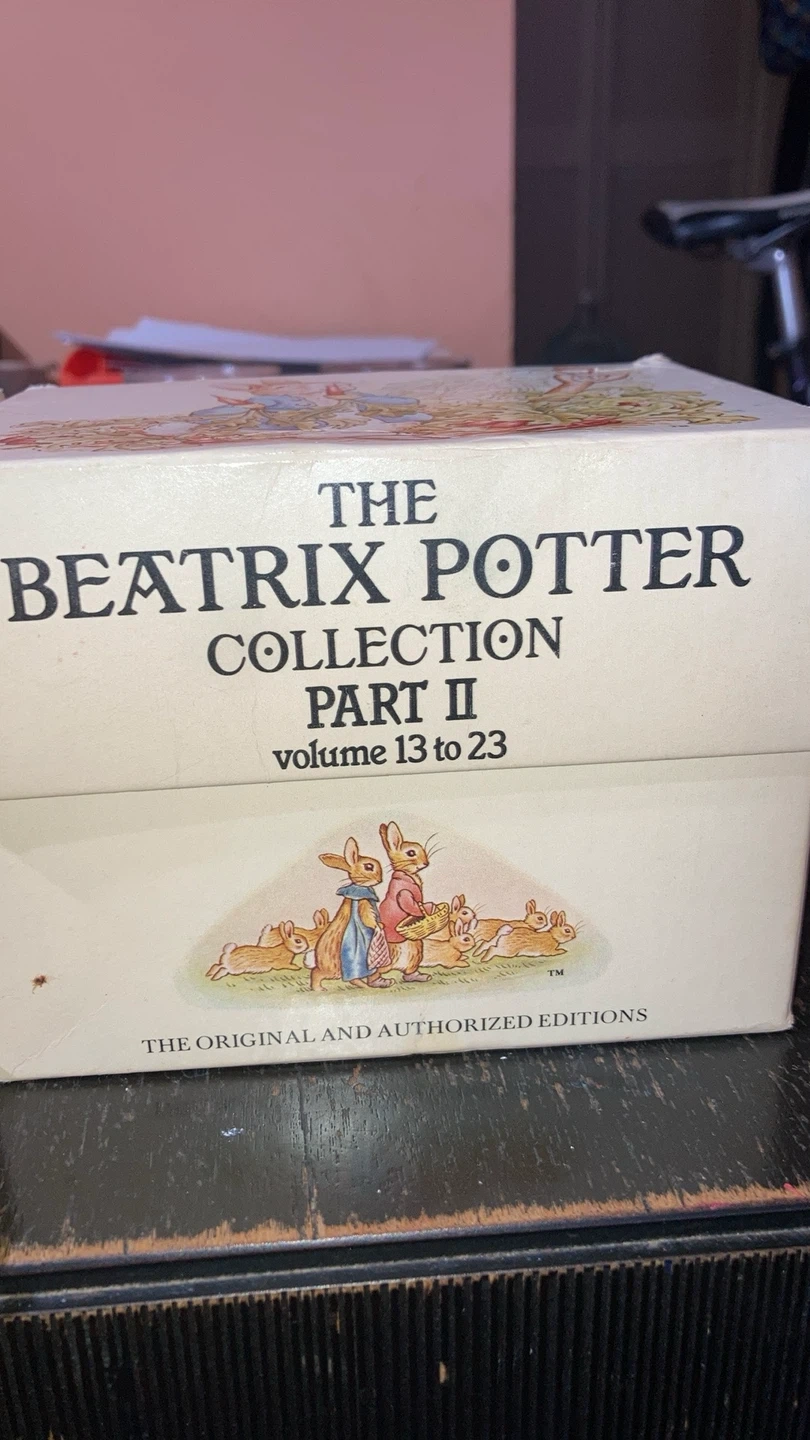 THE
BEATRIX POTTER
COLLECTION
PART II
volume 13 to 23
TM
THE ORIGINAL AND AUTHORIZED EDITIONS